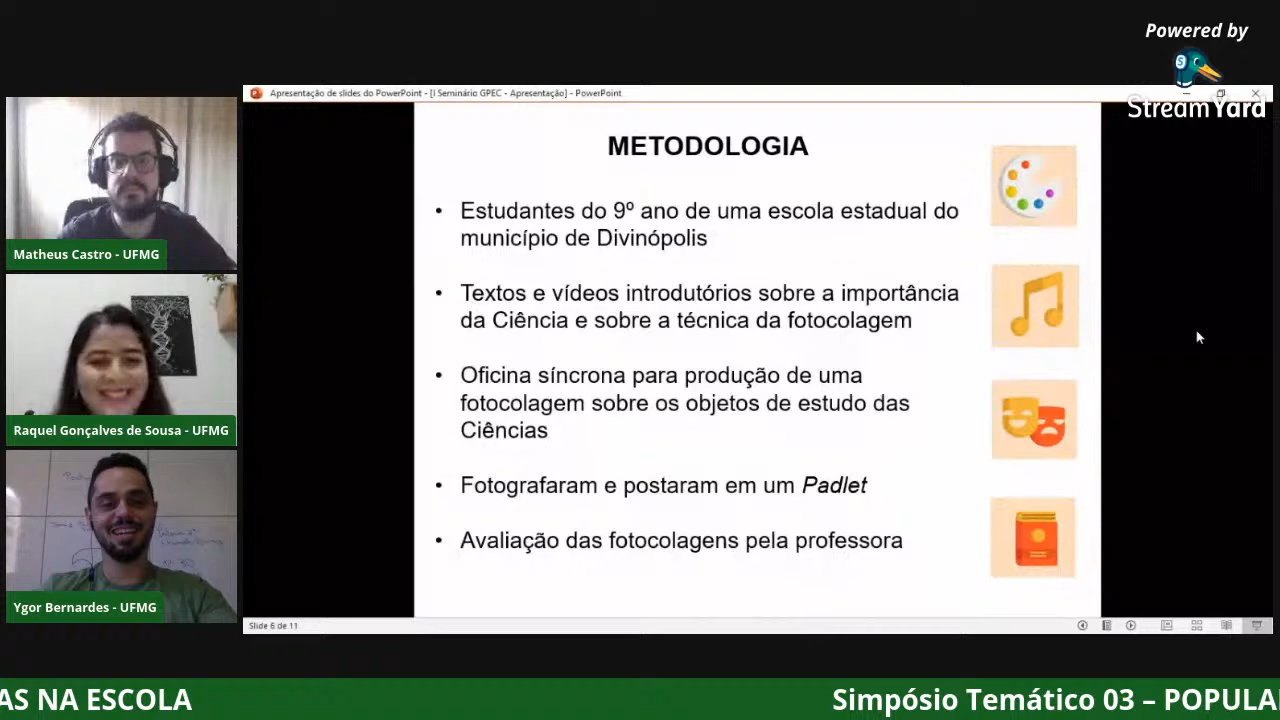 Powered by
StreamYard
Apresentação de slides do PowerPoint - [I Seminário GPEC - Apresentação] - PowerPoint
METODOLOGIA
• Estudantes do 9º ano de uma escola estadual do
município de Divinópolis
• Textos e vídeos introdutórios sobre a importância
da Ciência e sobre a técnica da fotocolagem
• Oficina síncrona para produção de uma
fotocolagem sobre os objetos de estudo das
Ciências
• Fotografaram e postaram em um Padlet
• Avaliação das fotocolagens pela professora
Matheus Castro - UFMG
Raquel Gonçalves de Sousa - UFMG
Ygor Bernardes - UFMG
Slide 6 de 11
AS NA ESCOLA
Simpósio Temático 03 – POPULA